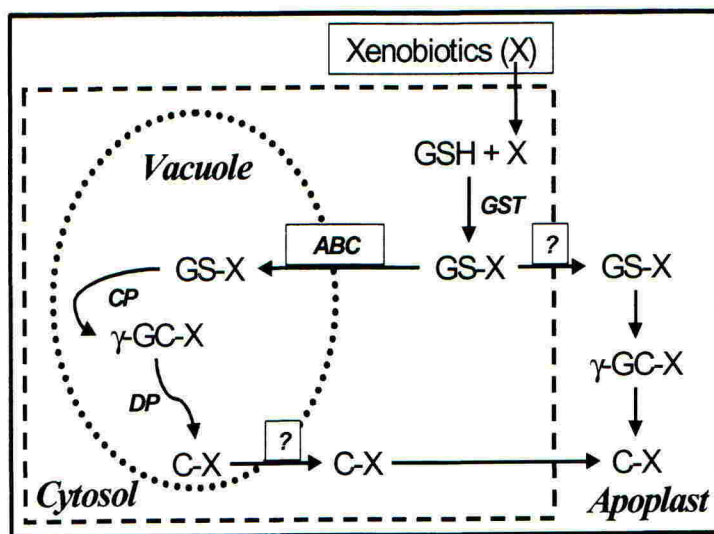 Xenobiotics (X)
Vacuole
GSH + X
GST
ABC
?
GS-X
GS-X
GS-X
CP
γ-GC-X
γ-GC-X
DP
?
C-X
C-X
C-X
Cytosol
Apoplast